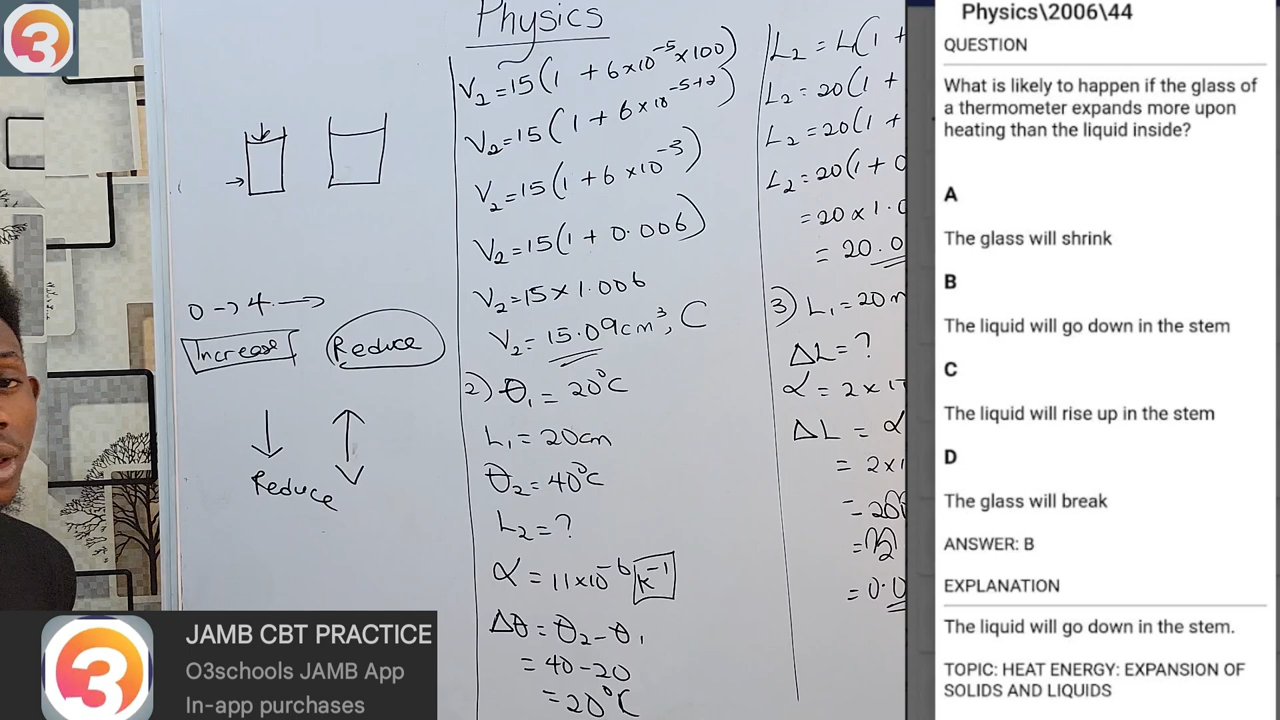 3
Physics
V₂ = 15(1 + 6×10⁻⁵×100)
V₂ = 15(1 + 6×10⁻⁵⁺²)
V₂ = 15(1 + 6×10⁻³)
V₂ = 15(1 + 0.006)
V₂ = 15 × 1.006
V₂ = 15.09cm³, C
2) θ₁ = 20°C
L₁ = 20cm
θ₂ = 40°C
L₂ = ?
α = 11×10⁻⁶ K⁻¹
Δθ = θ₂ - θ₁
= 40 - 20
= 20°C
L₂ = L(1 +
L₂ = 20(1 +
L₂ = 20(1 +
L₂ = 20(1 + 0
= 20 × 1.0
= 20.0
3) L₁ = 20
ΔL = ?
α = 2 × 1
ΔL = α
= 2×1
= 0.0
0 → 4 →
Increase
Reduce
Reduce
JAMB CBT PRACTICE
O3schools JAMB App
In-app purchases
3
Physics\2006\44
QUESTION
What is likely to happen if the glass of
a thermometer expands more upon
heating than the liquid inside?
A
The glass will shrink
B
The liquid will go down in the stem
C
The liquid will rise up in the stem
D
The glass will break
ANSWER: B
EXPLANATION
The liquid will go down in the stem.
TOPIC: HEAT ENERGY: EXPANSION OF
SOLIDS AND LIQUIDS